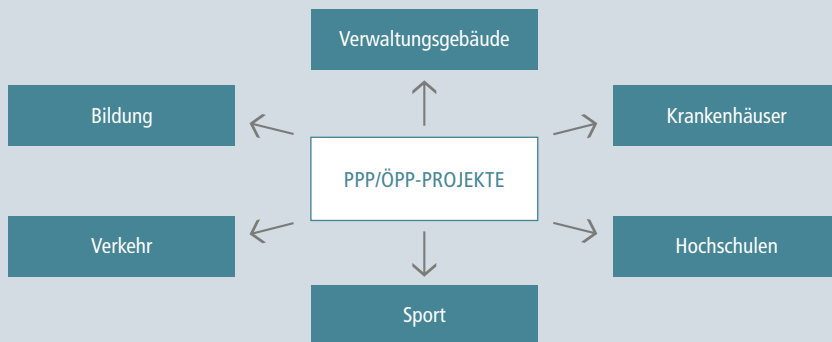 Verwaltungsgebäude
Bildung
Krankenhäuser
PPP/ÖPP-PROJEKTE
Verkehr
Hochschulen
Sport